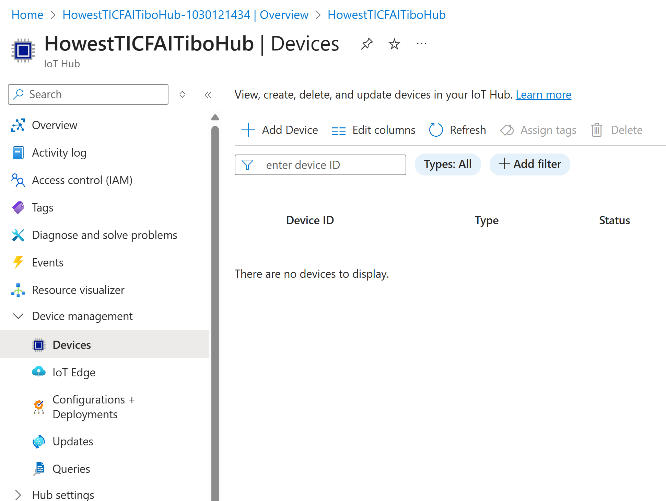 Home > HowestTICFAITiboHub-1030121434 | Overview > HowestTICFAITiboHub
HowestTICFAITiboHub | Devices
IoT Hub
Search
Overview
Activity log
Access control (IAM)
Tags
Diagnose and solve problems
Events
Resource visualizer
Device management
Devices
IoT Edge
Configurations +
Deployments
Updates
Queries
Hub settings
View, create, delete, and update devices in your IoT Hub. Learn more
Add Device Edit columns Refresh Assign tags Delete
enter device ID Types: All Add filter
Device ID Type Status
There are no devices to display.